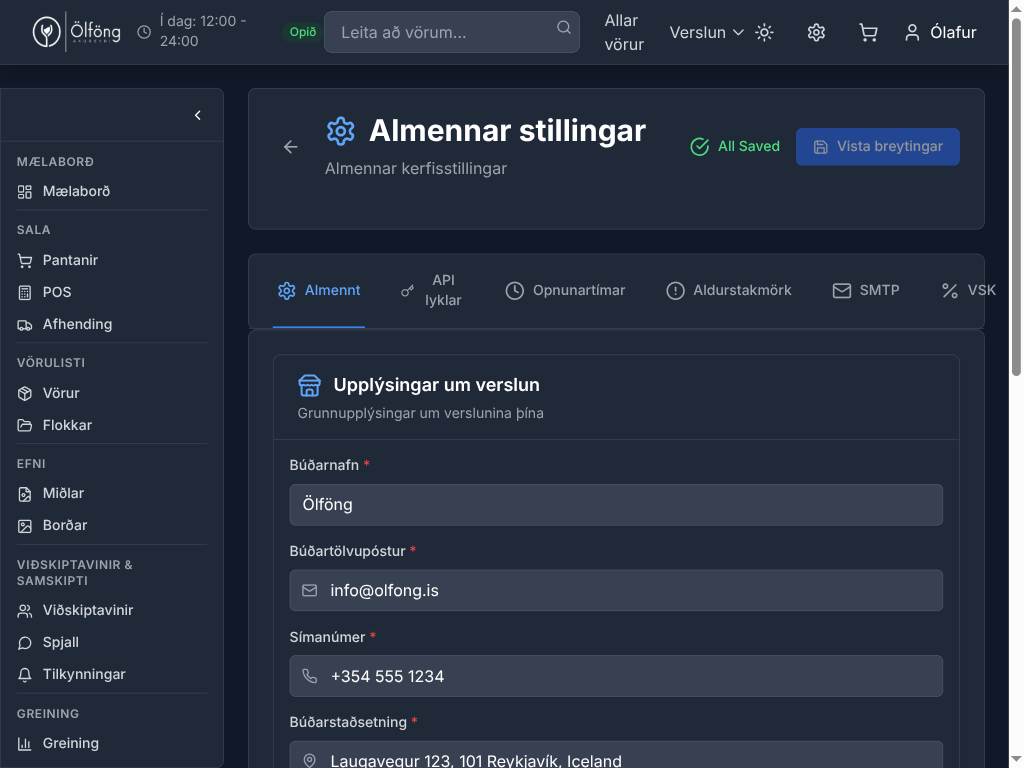 Ölföng
Í dag: 12:00 -
24:00
Opið
Leita að vörum...
Allar
vörur
Verslun
Ólafur
MÆLABORÐ
Mælaborð
SALA
Pantanir
POS
Afhending
VÖRULISTI
Vörur
Flokkar
EFNI
Miðlar
Borðar
VIÐSKIPTAVINIR &
SAMSKIPTI
Viðskiptavinir
Spjall
Tilkynningar
GREINING
Greining
Almennar stillingar
Almennar kerfisstillingar
All Saved
Vista breytingar
Almennt
API
lyklar
Opnunartímar
Aldurstakmörk
SMTP
VSK
Upplýsingar um verslun
Grunnupplýsingar um verslunina þína
Búðarnafn *
Ölföng
Búðartölvupóstur *
info@olfong.is
Símanúmer *
+354 555 1234
Búðarstaðsetning *
Laugavegur 123, 101 Reykjavík, Iceland